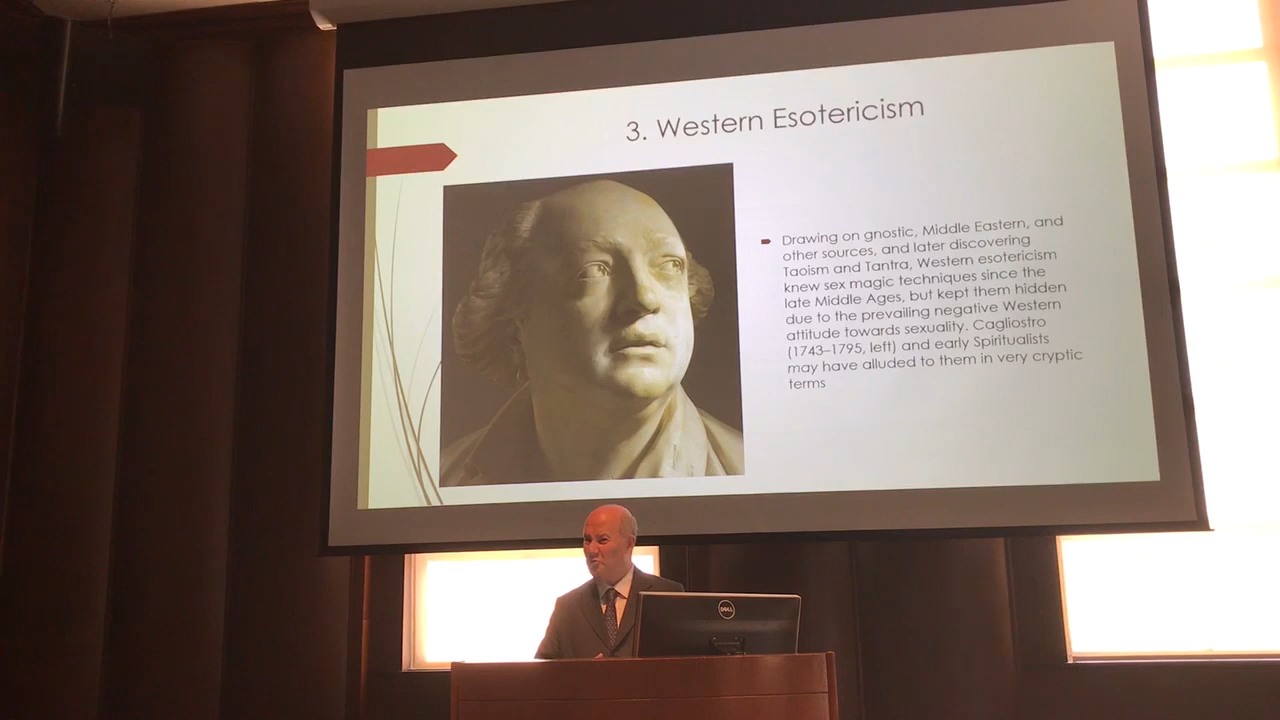 3. Western Esotericism
Drawing on gnostic, Middle Eastern, and
other sources, and later discovering
Taoism and Tantra, Western esotericism
knew sex magic techniques since the
late Middle Ages, but kept them hidden
due to the prevailing negative Western
attitude towards sexuality. Cagliostro
(1743–1795, left) and early Spiritualists
may have alluded to them in very cryptic
terms
DELL